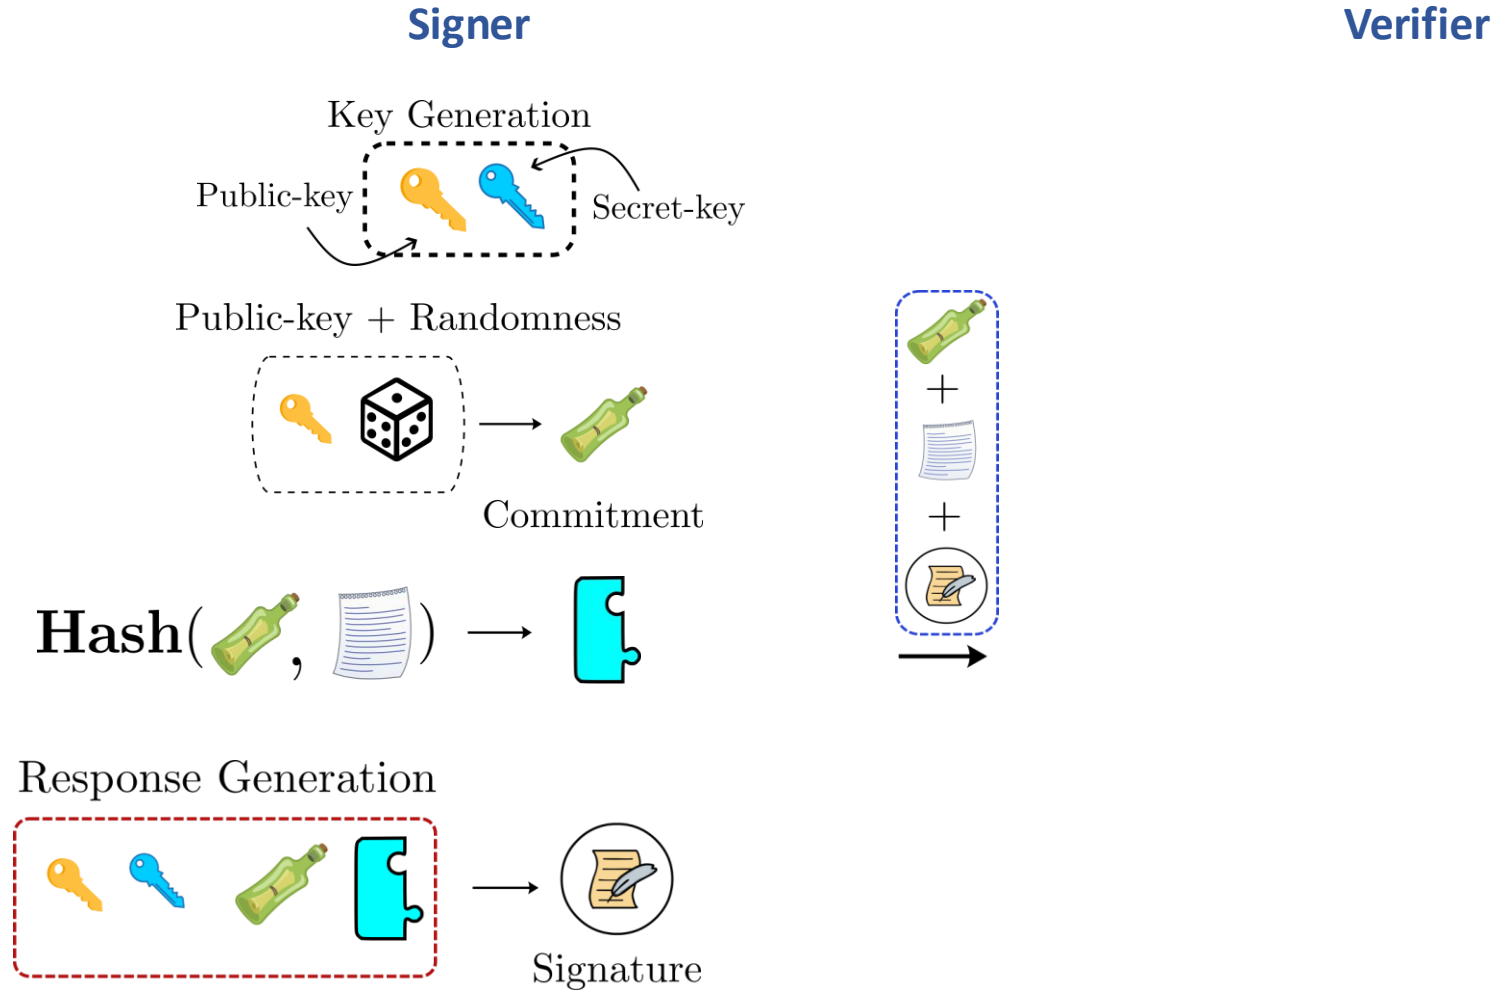 Signer
Verifier
Key Generation
Public-key
Secret-key
Public-key + Randomness
Commitment
+
+
Hash( , )
Response Generation
Signature